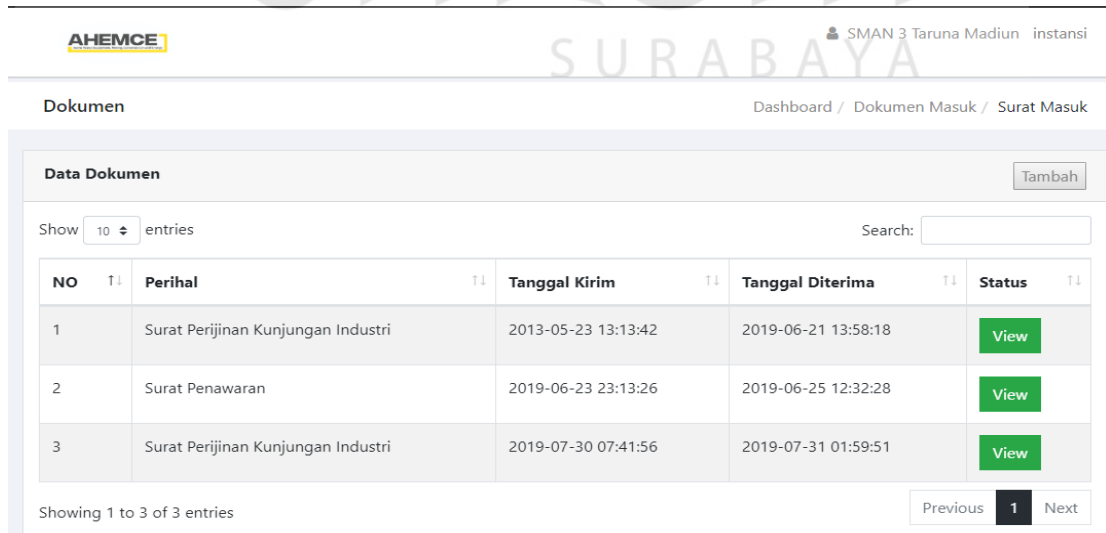 AHEMCE
SURABAYA
SMAN 3 Taruna Madiun instansi
Dokumen
Dashboard / Dokumen Masuk / Surat Masuk
Data Dokumen
Tambah
Show 10 entries
Search:
NO Perihal Tanggal Kirim Tanggal Diterima Status
1 Surat Perijinan Kunjungan Industri 2013-05-23 13:13:42 2019-06-21 13:58:18 View
2 Surat Penawaran 2019-06-23 23:13:26 2019-06-25 12:32:28 View
3 Surat Perijinan Kunjungan Industri 2019-07-30 07:41:56 2019-07-31 01:59:51 View
Showing 1 to 3 of 3 entries
Previous 1 Next